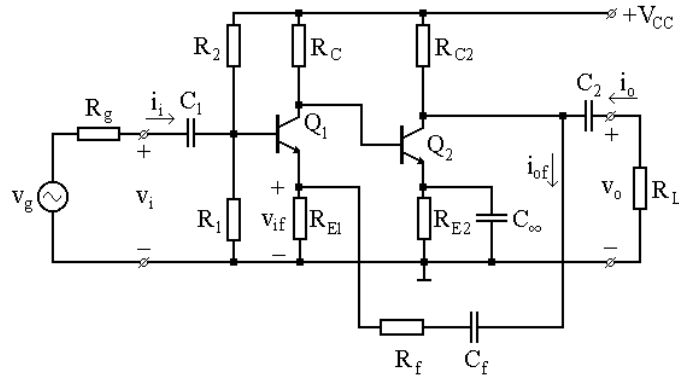 +V_CC
R_2
R_C
R_C2
C_2
i_o
R_g
i_i
C_1
Q_1
Q_2
+
+
i_of
v_g
v_i
+
v_if
v_o
R_L
R_1
R_E1
R_E2
C_∞
−
−
−
R_f
C_f